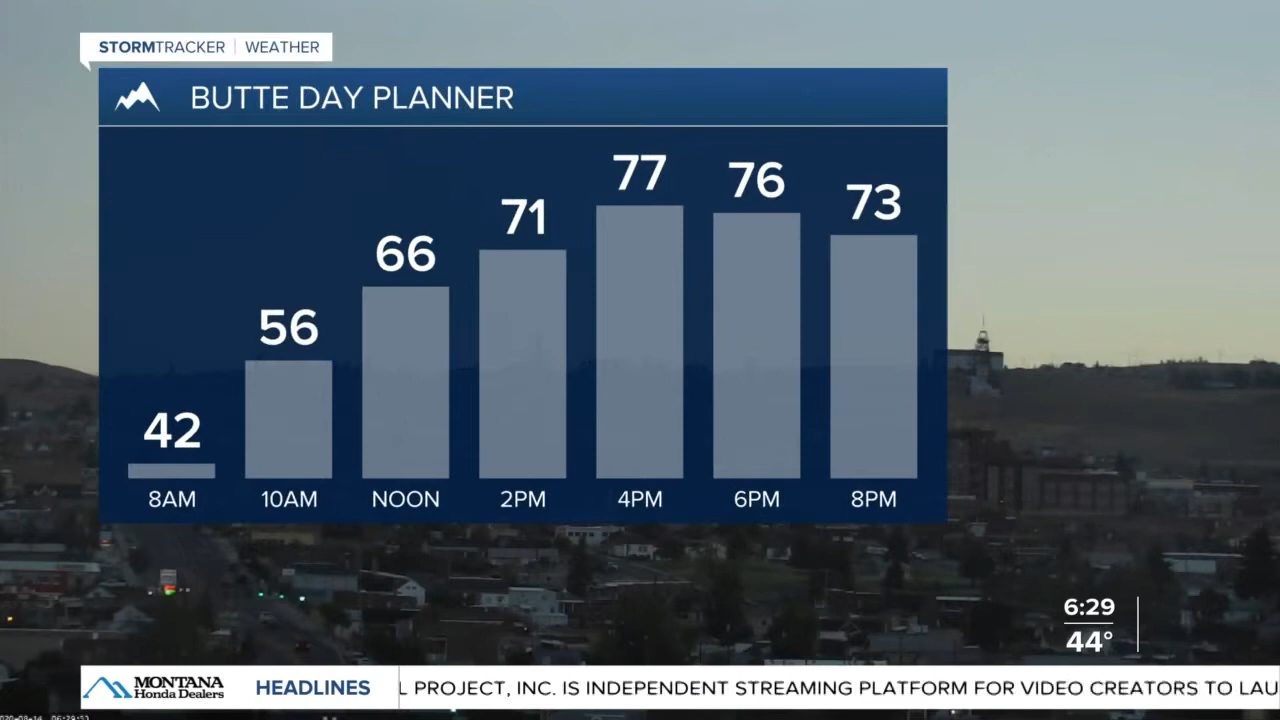 STORMTRACKER | WEATHER
BUTTE DAY PLANNER
42 56 66 71 77 76 73
8AM 10AM NOON 2PM 4PM 6PM 8PM
6:29
44°
MONTANA
Honda Dealers
HEADLINES
L PROJECT, INC. IS INDEPENDENT STREAMING PLATFORM FOR VIDEO CREATORS TO LAU